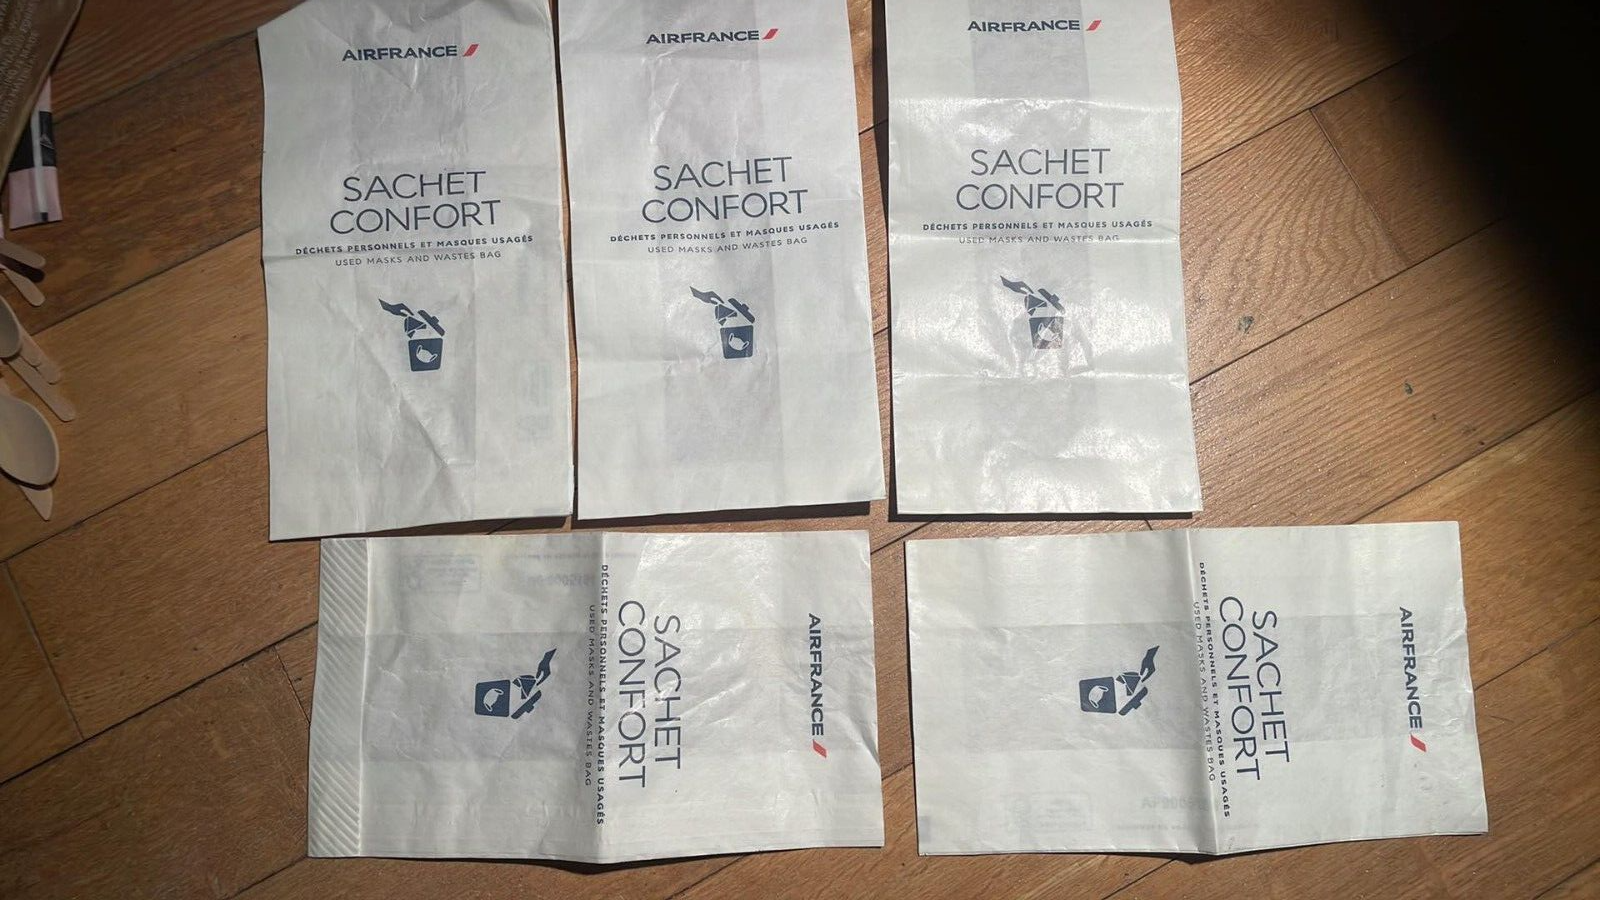 AIRFRANCE
SACHET
CONFORT
DÉCHETS PERSONNELS ET MASQUES USAGÉS
USED MASKS AND WASTES BAG
AIRFRANCE
SACHET
CONFORT
DÉCHETS PERSONNELS ET MASQUES USAGÉS
USED MASKS AND WASTES BAG
AIRFRANCE
SACHET
CONFORT
DÉCHETS PERSONNELS ET MASQUES USAGÉS
USED MASKS AND WASTES BAG
AIRFRANCE
SACHET
CONFORT
DÉCHETS PERSONNELS ET MASQUES USAGÉS
USED MASKS AND WASTES BAG
AIRFRANCE
SACHET
CONFORT
DÉCHETS PERSONNELS ET MASQUES USAGÉS
USED MASKS AND WASTES BAG